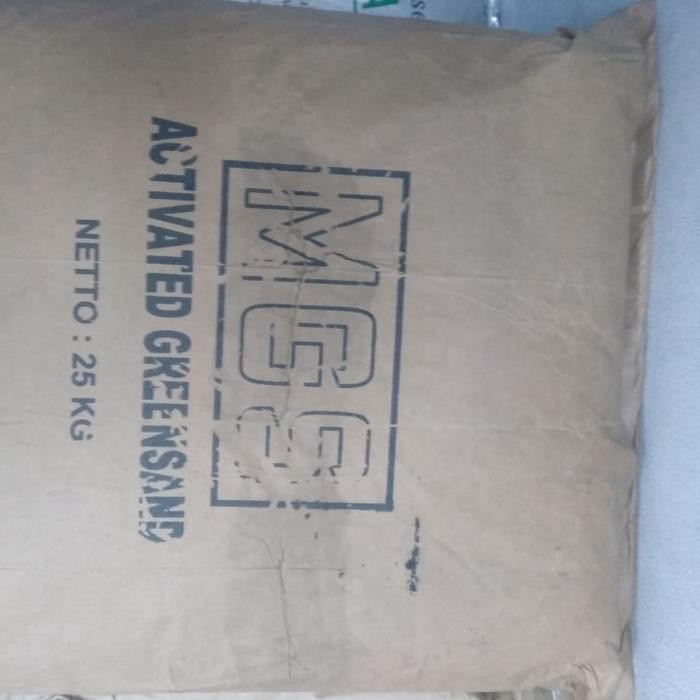 MGS
ACTIVATED GREENSAND
NETTO : 25 KG